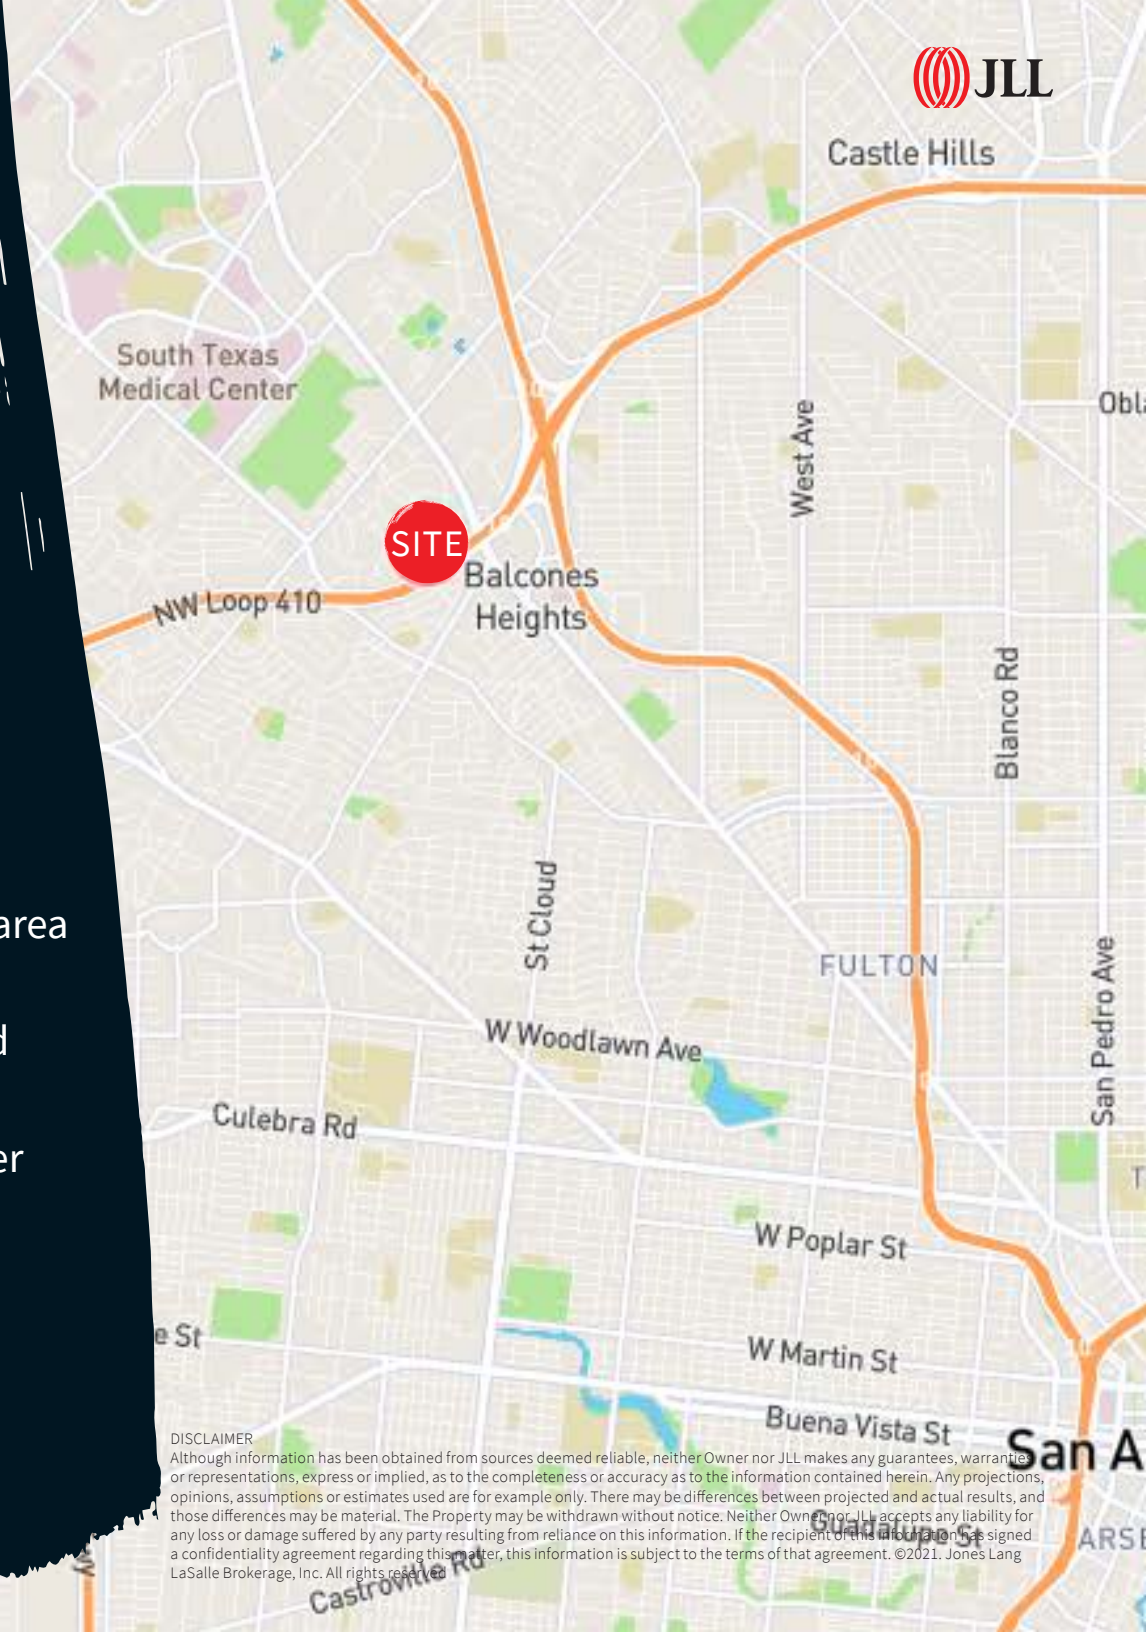 JLL
Castle Hills
South Texas
Medical Center
West Ave
SITE
Balcones
Heights
NW Loop 410
Blanco Rd
area
St Cloud
FULTON
San Pedro Ave
W Woodlawn Ave
Culebra Rd
er
W Poplar St
e St
W Martin St
Buena Vista St
San A
DISCLAIMER
Although information has been obtained from sources deemed reliable, neither Owner nor JLL makes any guarantees, warranties
or representations, express or implied, as to the completeness or accuracy as to the information contained herein. Any projections,
opinions, assumptions or estimates used are for example only. There may be differences between projected and actual results, and
those differences may be material. The Property may be withdrawn without notice. Neither Owner nor JLL accepts any liability for
any loss or damage suffered by any party resulting from reliance on this information. If the recipient of this information has signed
a confidentiality agreement regarding this matter, this information is subject to the terms of that agreement. ©2021. Jones Lang
LaSalle Brokerage, Inc. All rights reserved
Guadalupe St
ARSE
Castroville Rd